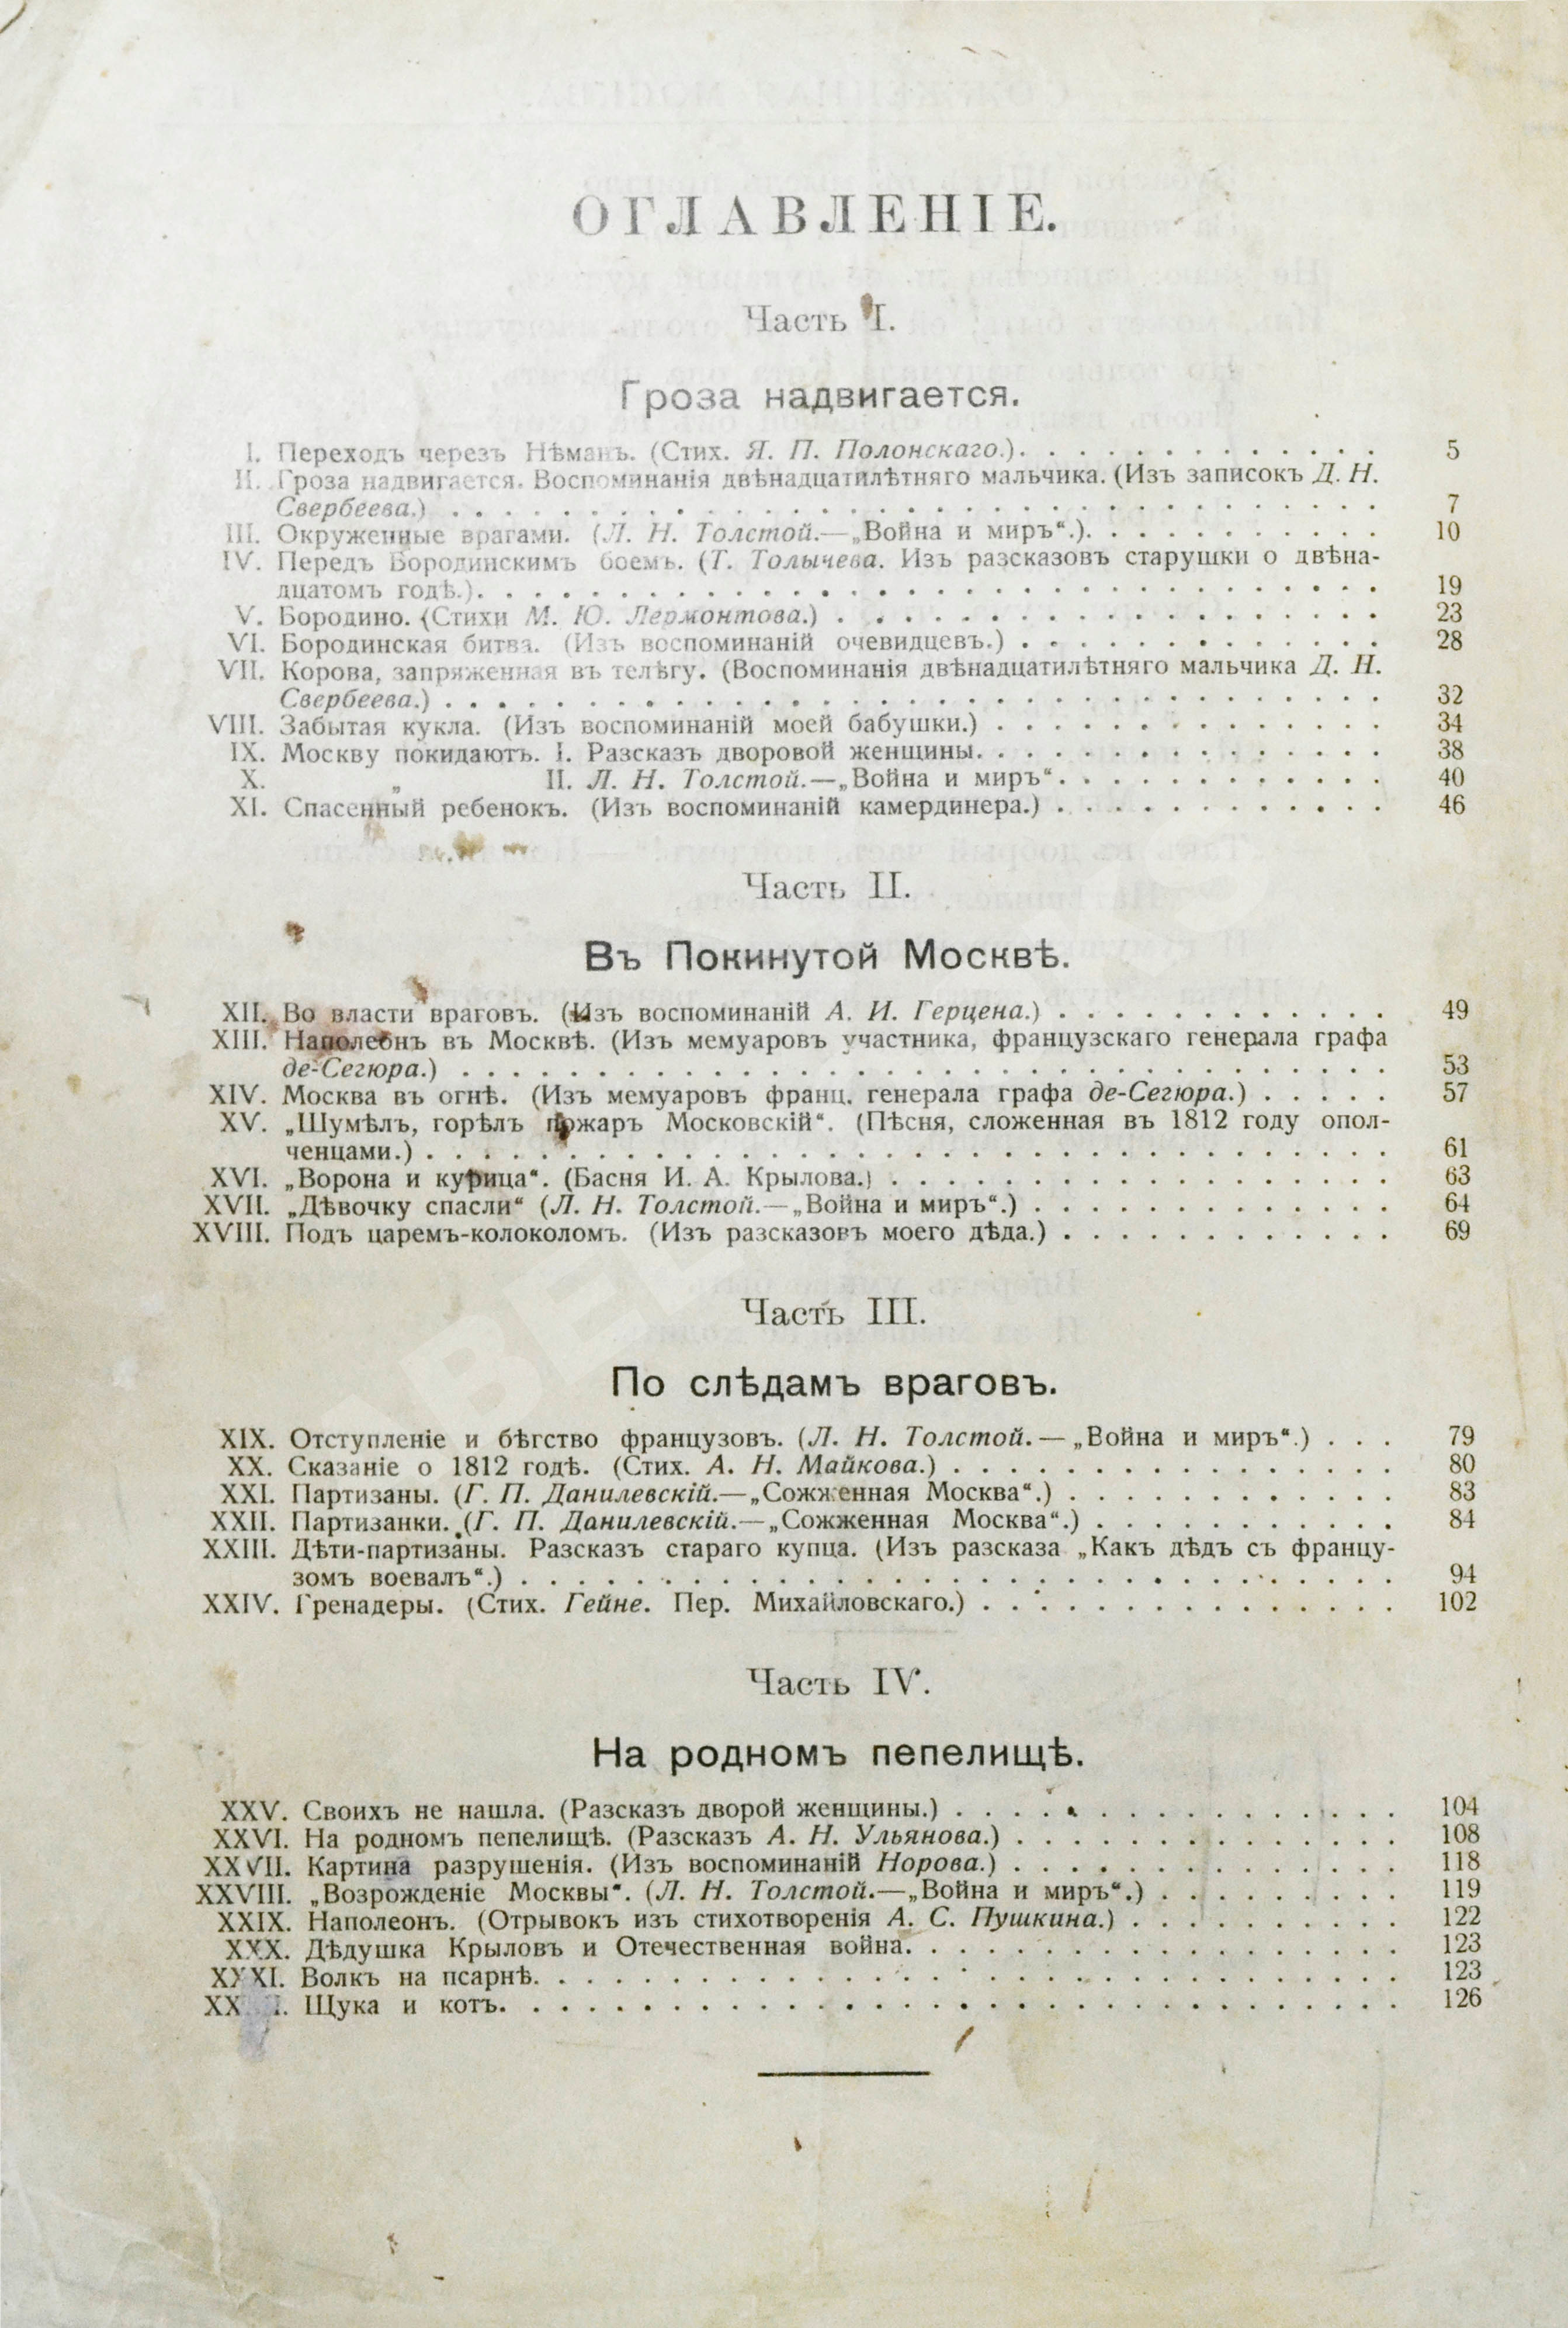 ОГЛАВЛЕНІЕ.
Часть I.
Гроза надвигается.
I. Переходъ черезъ Нѣманъ. (Стих. Я. П. Полонскаго.) 5
II. Гроза надвигается. Воспоминанія двѣнадцатилѣтняго мальчика. (Изъ записокъ Д. Н.
Свербеева.) 7
III. Окруженные врагами. (Л. Н. Толстой.—„Война и миръ“.) 10
IV. Передъ Бородинскимъ боемъ. (Т. Толычева. Изъ разсказовъ старушки о двѣна-
дцатомъ годѣ.) 19
V. Бородино. (Стихи М. Ю. Лермонтова.) 23
VI. Бородинская битва. (Изъ воспоминаній очевидцевъ.) 28
VII. Корова, запряженная въ телѣгу. (Воспоминанія двѣнадцатилѣтняго мальчика Д. Н.
Свербеева.) 32
VIII. Забытая кукла. (Изъ воспоминаній моей бабушки.) 34
IX. Москву покидаютъ. I. Разсказъ дворовой женщины. 38
X. „ II. Л. Н. Толстой.—„Война и миръ“. 40
XI. Спасенный ребенокъ. (Изъ воспоминаній камердинера.) 46
Часть II.
Въ Покинутой Москвѣ.
XII. Во власти враговъ. (Изъ воспоминаній А. И. Герцена.) 49
XIII. Наполеонъ въ Москвѣ. (Изъ мемуаровъ участника, французскаго генерала графа
де-Сегюра.) 53
XIV. Москва въ огнѣ. (Изъ мемуаровъ франц. генерала графа де-Сегюра.) 57
XV. „Шумѣлъ, горѣлъ пожаръ Московскій“. (Пѣсня, сложенная въ 1812 году опол-
ченцами.) 61
XVI. „Ворона и курица“. (Басня И. А. Крылова.) 63
XVII. „Дѣвочку спасли“ (Л. Н. Толстой.—„Война и миръ“.) 64
XVIII. Подъ царемъ-колоколомъ. (Изъ разсказовъ моего дѣда.) 69
Часть III.
По слѣдамъ враговъ.
XIX. Отступленіе и бѣгство французовъ. (Л. Н. Толстой.—„Война и миръ“.) 79
XX. Сказаніе о 1812 годѣ. (Стих. А. Н. Майкова.) 80
XXI. Партизаны. (Г. П. Данилевскій.—„Сожженная Москва“.) 83
XXII. Партизанки. (Г. П. Данилевскій.—„Сожженная Москва“.) 84
XXIII. Дѣти-партизаны. Разсказъ стараго купца. (Изъ разсказа „Какъ дѣдъ съ францу-
зомъ воевалъ“.) 94
XXIV. Гренадеры. (Стих. Гейне. Пер. Михайловскаго.) 102
Часть IV.
На родномъ пепелищѣ.
XXV. Своихъ не нашла. (Разсказъ дворой женщины.) 104
XXVI. На родномъ пепелищѣ. (Разсказъ А. Н. Ульянова.) 108
XXVII. Картина разрушенія. (Изъ воспоминаній Норова.) 118
XXVIII. „Возрожденіе Москвы“. (Л. Н. Толстой.—„Война и миръ“.) 119
XXIX. Наполеонъ. (Отрывокъ изъ стихотворенія А. С. Пушкина.) 122
XXX. Дѣдушка Крыловъ и Отечественная война. 123
XXXI. Волкъ на псарнѣ. 123
Щука и котъ. 126